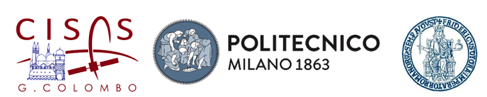 CISAS
G. COLOMBO
POLITECNICO
MILANO 1863